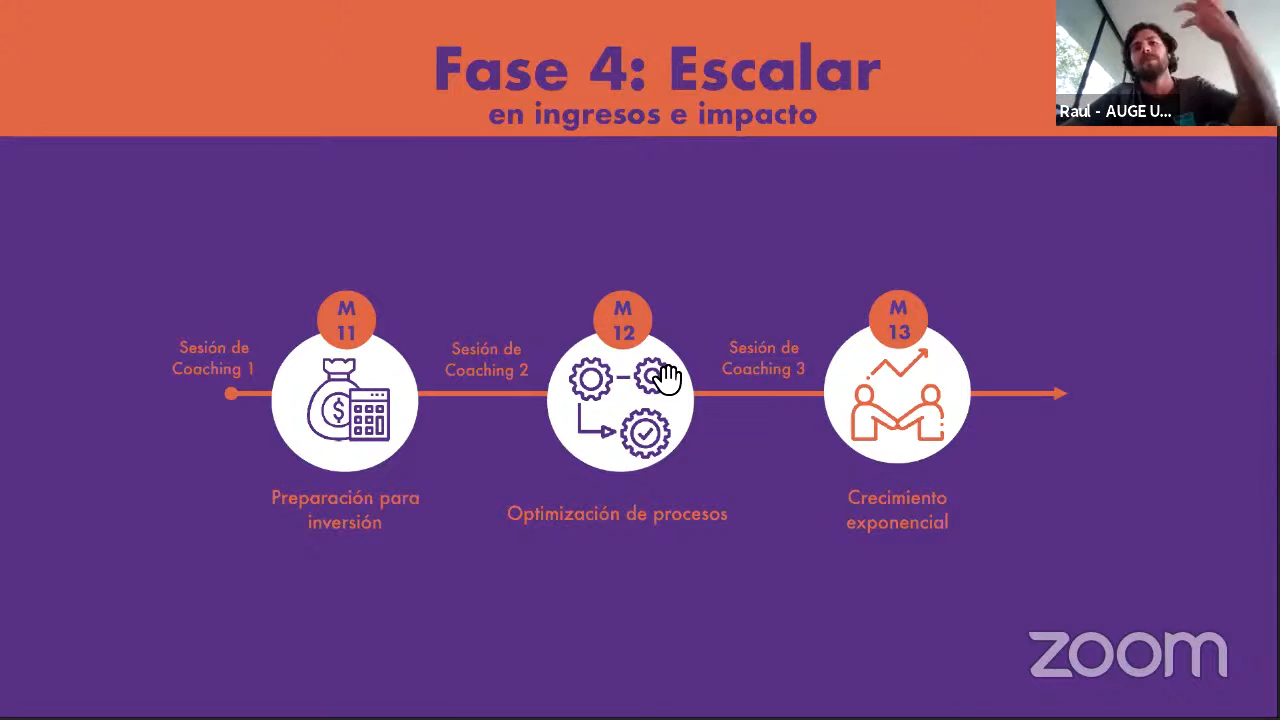 Fase 4: Escalar
en ingresos e impacto
Raul - AUGE U...
M
11
M
12
M
13
Sesión de
Coaching 1
Sesión de
Coaching 2
Sesión de
Coaching 3
$
Preparación para
inversión
Optimización de procesos
Crecimiento
exponencial
zoom